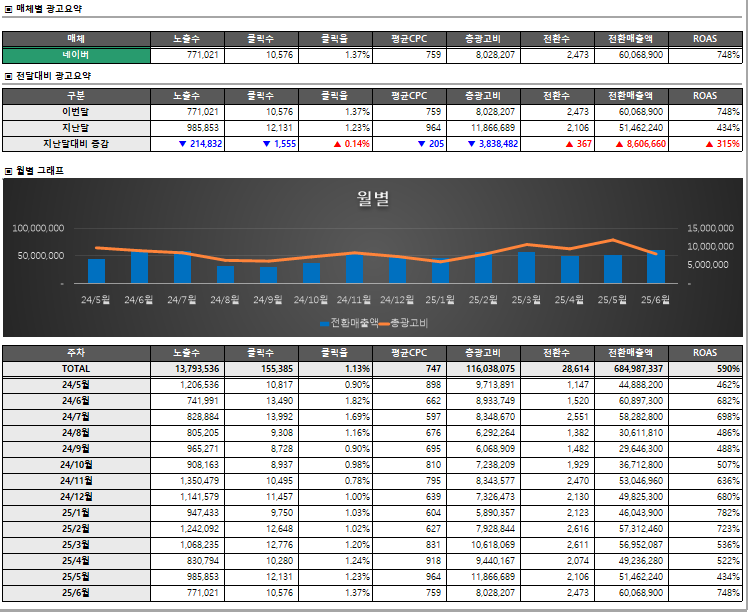 ▣ 매체별 광고요약
매체 노출수 클릭수 클릭율 평균CPC 총광고비 전환수 전환매출액 ROAS
네이버 771,021 10,576 1.37% 759 8,028,207 2,473 60,068,900 748%
▣ 전달대비 광고요약
구분 노출수 클릭수 클릭율 평균CPC 총광고비 전환수 전환매출액 ROAS
이번달 771,021 10,576 1.37% 759 8,028,207 2,473 60,068,900 748%
지난달 985,853 12,131 1.23% 964 11,866,689 2,106 51,462,240 434%
지난달대비 증감 ▼ 214,832 ▼ 1,555 ▲ 0.14% ▼ 205 ▼ 3,838,482 ▲ 367 ▲ 8,606,660 ▲ 315%
▣ 월별 그래프
월별
100,000,000 15,000,000
10,000,000
50,000,000 5,000,000
- -
24/5월 24/6월 24/7월 24/8월 24/9월 24/10월 24/11월 24/12월 25/1월 25/2월 25/3월 25/4월 25/5월 25/6월
전환매출액 총광고비
주차 노출수 클릭수 클릭율 평균CPC 총광고비 전환수 전환매출액 ROAS
TOTAL 13,793,536 155,385 1.13% 747 116,038,075 28,614 684,987,337 590%
24/5월 1,206,536 10,817 0.90% 898 9,713,891 1,147 44,888,200 462%
24/6월 741,991 13,490 1.82% 662 8,933,749 1,520 60,897,300 682%
24/7월 828,884 13,992 1.69% 597 8,348,670 2,551 58,282,800 698%
24/8월 805,205 9,308 1.16% 676 6,292,264 1,382 30,611,810 486%
24/9월 965,271 8,728 0.90% 695 6,068,909 1,482 29,646,300 488%
24/10월 908,163 8,937 0.98% 810 7,238,209 1,929 36,712,800 507%
24/11월 1,350,479 10,495 0.78% 795 8,343,577 2,470 53,046,960 636%
24/12월 1,141,579 11,457 1.00% 639 7,326,473 2,130 49,825,300 680%
25/1월 947,433 9,750 1.03% 604 5,890,357 2,123 46,043,900 782%
25/2월 1,242,092 12,648 1.02% 627 7,928,844 2,616 57,312,460 723%
25/3월 1,068,235 12,776 1.20% 831 10,618,069 2,611 56,952,087 536%
25/4월 830,794 10,280 1.24% 918 9,440,167 2,074 49,236,280 522%
25/5월 985,853 12,131 1.23% 964 11,866,689 2,106 51,462,240 434%
25/6월 771,021 10,576 1.37% 759 8,028,207 2,473 60,068,900 748%